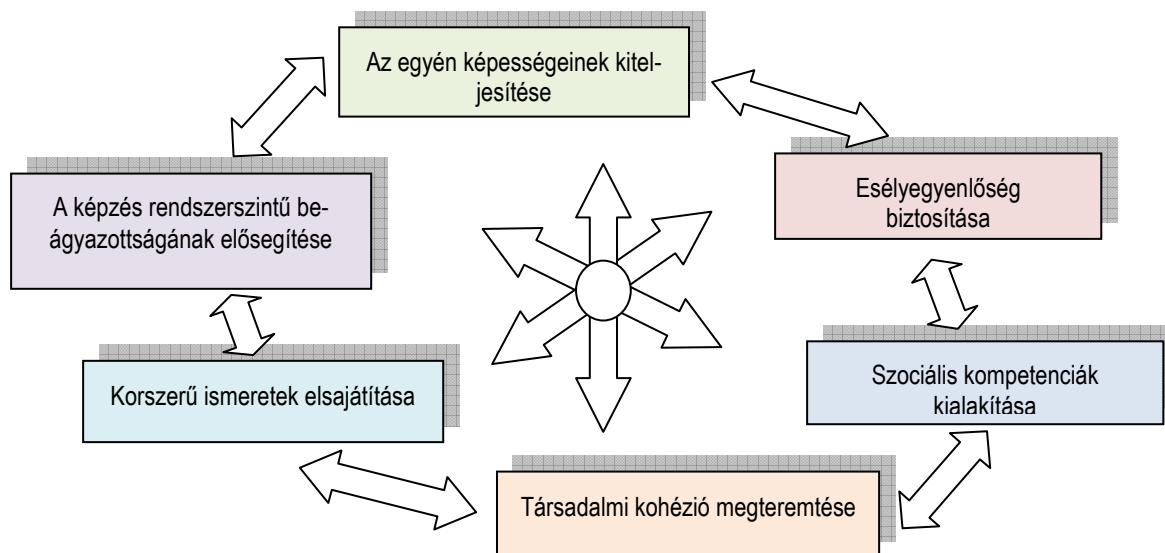 Az egyén képességeinek kitel-
jesítése
Esélyegyenlőség
biztosítása
A képzés rendszerszintű be-
ágyazottságának elősegítése
Korszerű ismeretek elsajátítása
Szociális kompetenciák
kialakítása
Társadalmi kohézió megteremtése